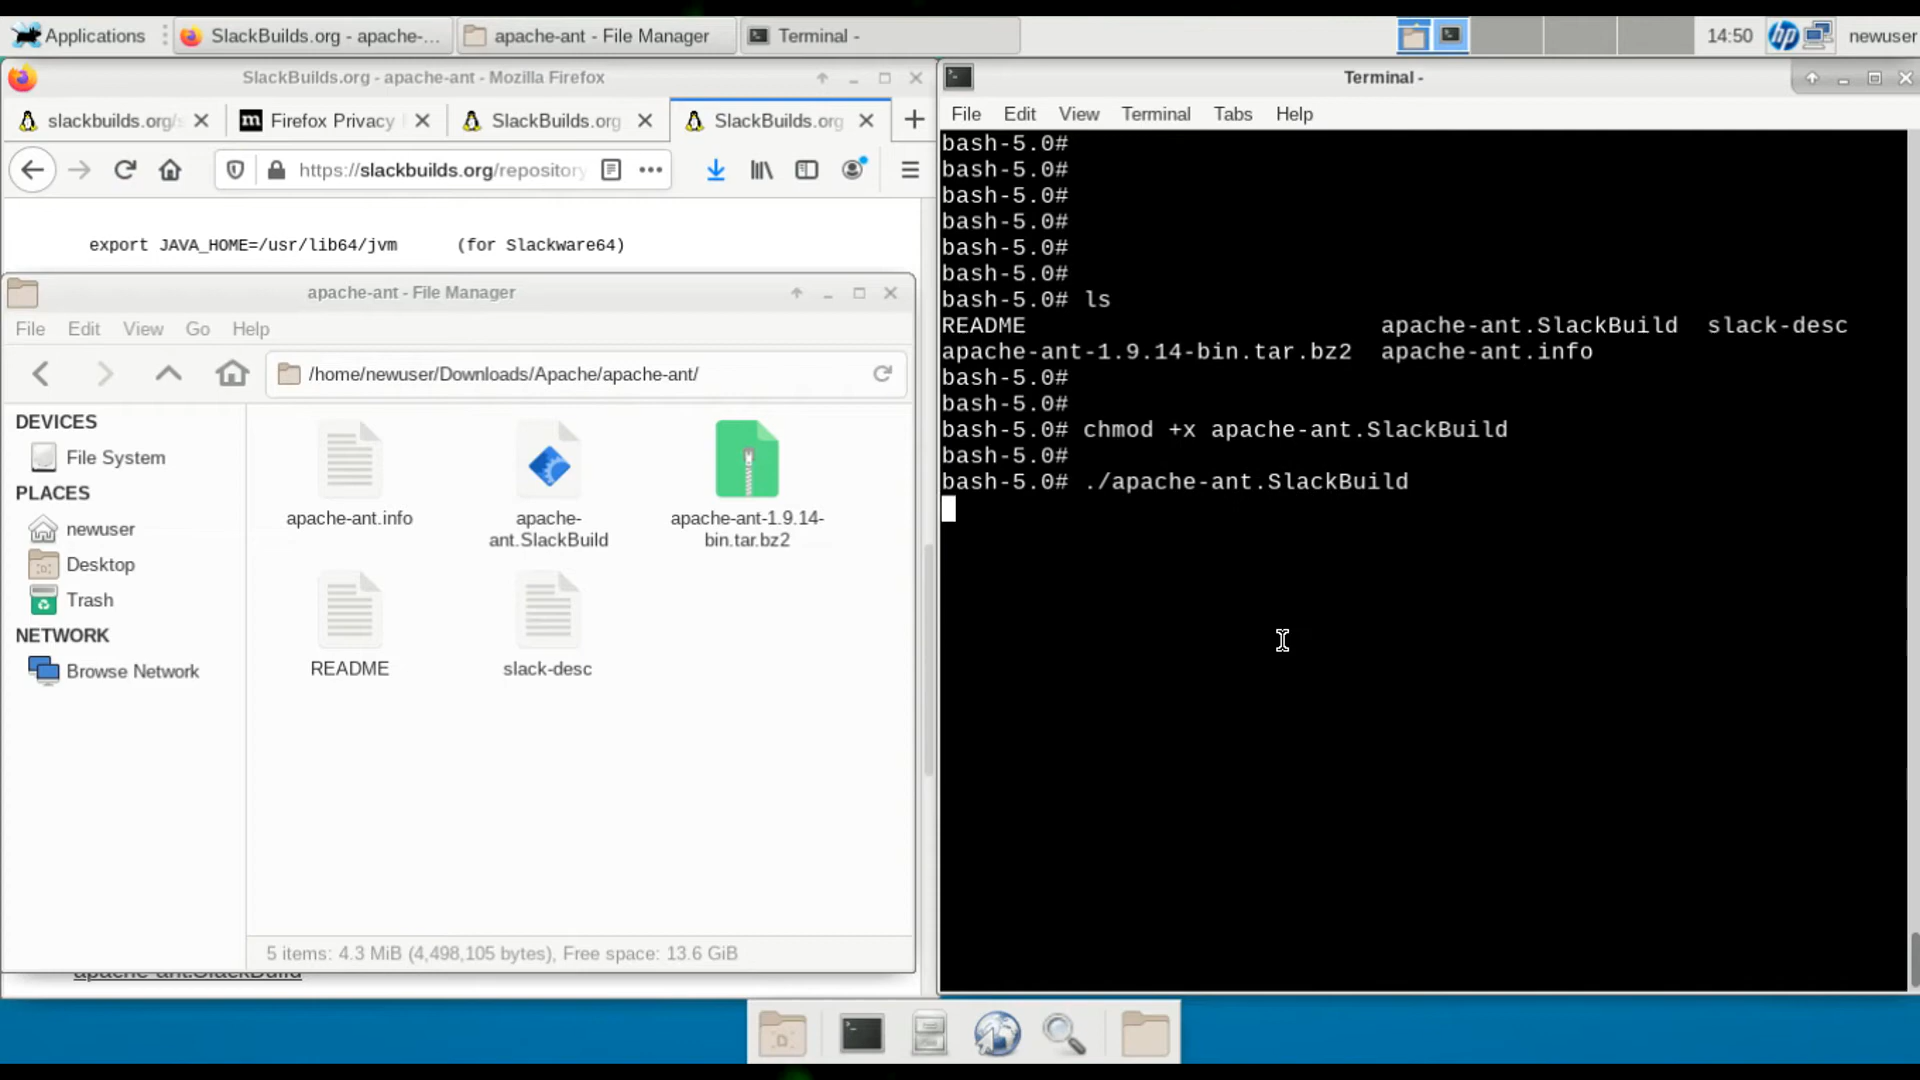 Applications
SlackBuilds.org - apache-...
apache-ant - File Manager
Terminal -
14:50
newuser
SlackBuilds.org - apache-ant - Mozilla Firefox
slackbuilds.org/s
Firefox Privacy
SlackBuilds.org
SlackBuilds.org
https://slackbuilds.org/repository
export JAVA_HOME=/usr/lib64/jvm (for Slackware64)
apache-ant - File Manager
File Edit View Go Help
/home/newuser/Downloads/Apache/apache-ant/
DEVICES
File System
PLACES
newuser
Desktop
Trash
NETWORK
Browse Network
apache-ant.info
apache-
ant.SlackBuild
apache-ant-1.9.14-
bin.tar.bz2
README
slack-desc
5 items: 4.3 MiB (4,498,105 bytes), Free space: 13.6 GiB
apache-ant.SlackBuild
Terminal -
File Edit View Terminal Tabs Help
bash-5.0#
bash-5.0#
bash-5.0#
bash-5.0#
bash-5.0#
bash-5.0#
bash-5.0# ls
README apache-ant.SlackBuild slack-desc
apache-ant-1.9.14-bin.tar.bz2 apache-ant.info
bash-5.0#
bash-5.0#
bash-5.0# chmod +x apache-ant.SlackBuild
bash-5.0#
bash-5.0# ./apache-ant.SlackBuild